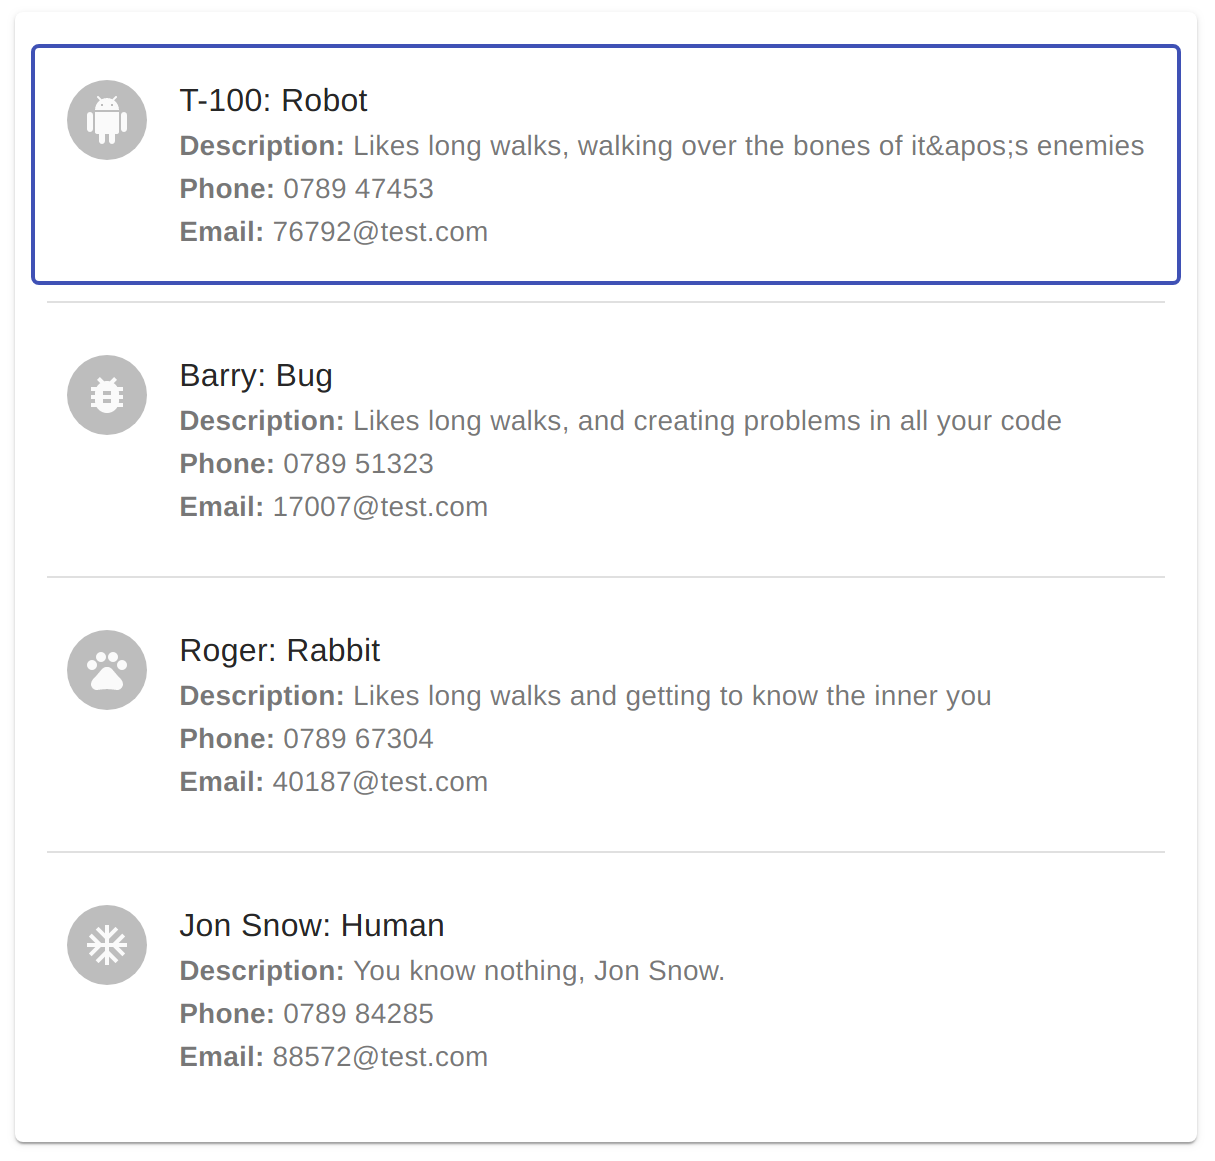 T-100: Robot
Description: Likes long walks, walking over the bones of it&apos;s enemies
Phone: 0789 47453
Email: 76792@test.com
Barry: Bug
Description: Likes long walks, and creating problems in all your code
Phone: 0789 51323
Email: 17007@test.com
Roger: Rabbit
Description: Likes long walks and getting to know the inner you
Phone: 0789 67304
Email: 40187@test.com
Jon Snow: Human
Description: You know nothing, Jon Snow.
Phone: 0789 84285
Email: 88572@test.com